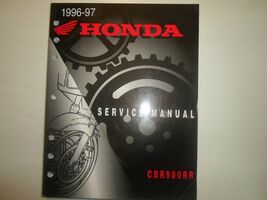 1996-97
HONDA
SERVICE MANUAL
CBR900RR